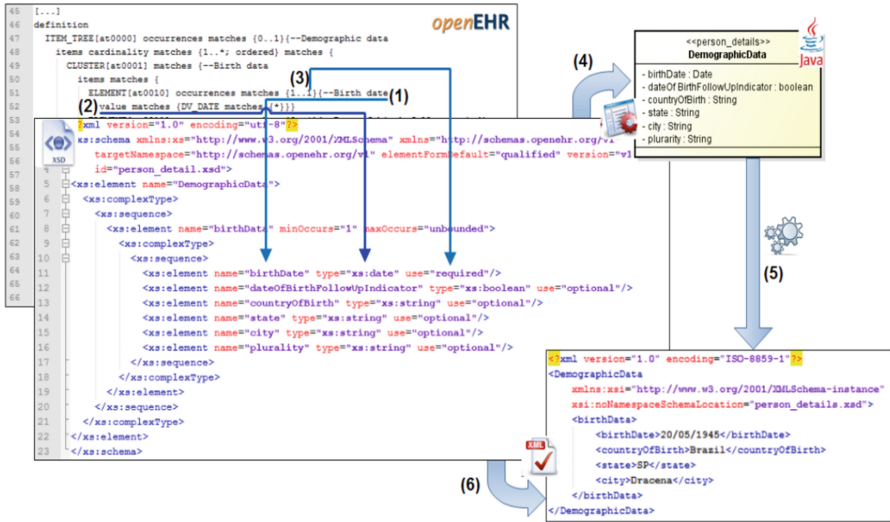 45 [...]
46 definition
47 ITEM_TREE[at0000] occurrences matches {0..1}{--Demographic data
48 items cardinality matches {1..*; ordered} matches {
49 CLUSTER[at0001] matches {--Birth data
50 items matches {
51 ELEMENT[at0010] occurrences matches {1..1}{--Birth date
52 value matches {DV_DATE matches {*}}}
53
54
55
56
57
58
59
60
61
62
63
64
65
66
openEHR
(3)
(1)
(2)
XSD
<?xml version="1.0" encoding="utf-8"?>
<xs:schema xmlns:xs="http://www.w3.org/2001/XMLSchema" xmlns="http://schemas.openehr.org/v1"
targetNamespace="http://schemas.openehr.org/v1" elementFormDefault="qualified" version="v1
4 id="person_detail.xsd">
5 <xs:element name="DemographicData">
6 <xs:complexType>
7 <xs:sequence>
8 <xs:element name="birthData" minOccurs="1" maxOccurs="unbounded">
9 <xs:complexType>
10 <xs:sequence>
11 <xs:element name="birthDate" type="xs:date" use="required"/>
12 <xs:element name="dateOfBirthFollowUpIndicator" type="xs:boolean" use="optional"/>
13 <xs:element name="countryOfBirth" type="xs:string" use="optional"/>
14 <xs:element name="state" type="xs:string" use="optional"/>
15 <xs:element name="city" type="xs:string" use="optional"/>
16 <xs:element name="plurality" type="xs:string" use="optional"/>
17 </xs:sequence>
18 </xs:complexType>
19 </xs:element>
20 </xs:sequence>
21 </xs:complexType>
22 </xs:element>
23 </xs:schema>
(4)
<<person_details>>
DemographicData
Java
- birthDate : Date
- dateOf BirthFollowUpIndicator : boolean
- countryOfBirth : String
- state : String
- city : String
- plurarity : String
(5)
(6)
XML
<?xml version="1.0" encoding="ISO-8859-1"?>
<DemographicData
xmlns:xsi="http://www.w3.org/2001/XMLSchema-instance"
xsi:noNamespaceSchemaLocation="person_details.xsd">
<birthData>
<birthDate>20/05/1945</birthDate>
<countryOfBirth>Brazil</countryOfBirth>
<state>SP</state>
<city>Dracena</city>
</birthData>
</DemographicData>